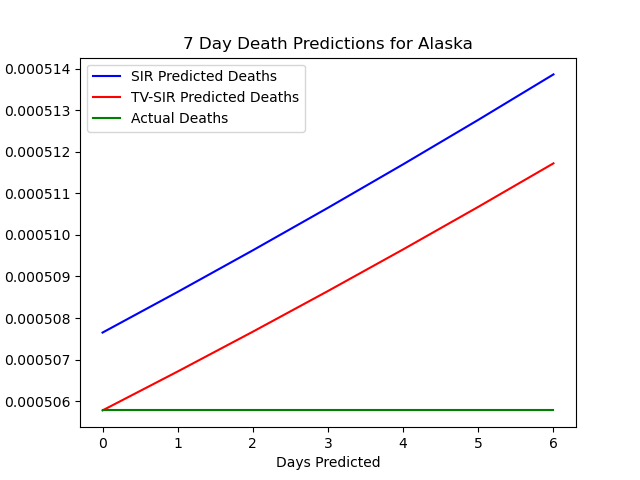 7 Day Death Predictions for Alaska
0.000514
0.000513
0.000512
0.000511
0.000510
0.000509
0.000508
0.000507
0.000506
SIR Predicted Deaths
TV-SIR Predicted Deaths
Actual Deaths
0 1 2 3 4 5 6
Days Predicted